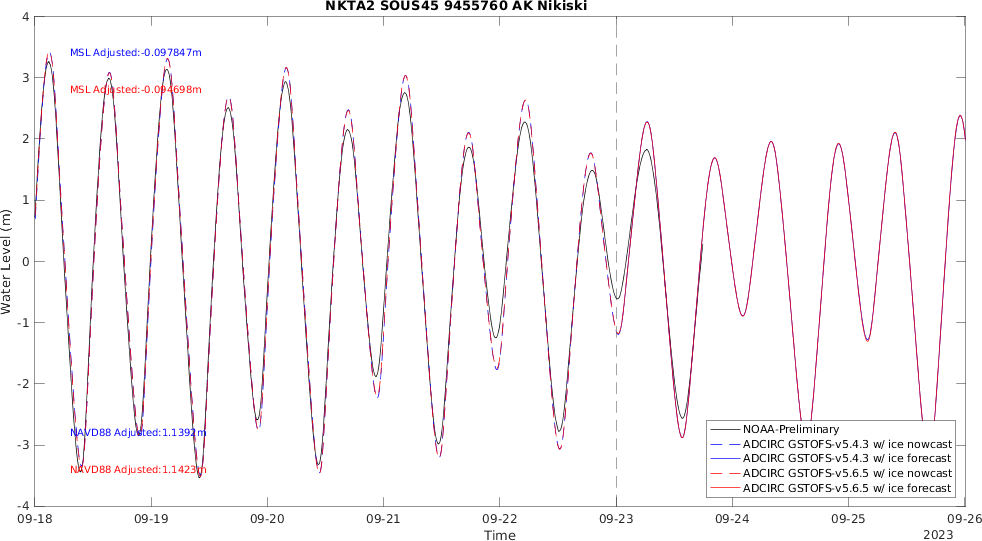 NKTA2 SOUS45 9455760 AK Nikiski
4
3
2
1
0
-1
-2
-3
-4
Water Level (m)
MSL Adjusted:-0.097847m
MSL Adjusted:-0.094698m
NAVD88 Adjusted:1.1392m
NAVD88 Adjusted:1.1423m
NOAA-Preliminary
ADCIRC GSTOFS-v5.4.3 w/ ice nowcast
ADCIRC GSTOFS-v5.4.3 w/ ice forecast
ADCIRC GSTOFS-v5.6.5 w/ ice nowcast
ADCIRC GSTOFS-v5.6.5 w/ ice forecast
09-18 09-19 09-20 09-21 09-22 09-23 09-24 09-25 09-26
Time
2023